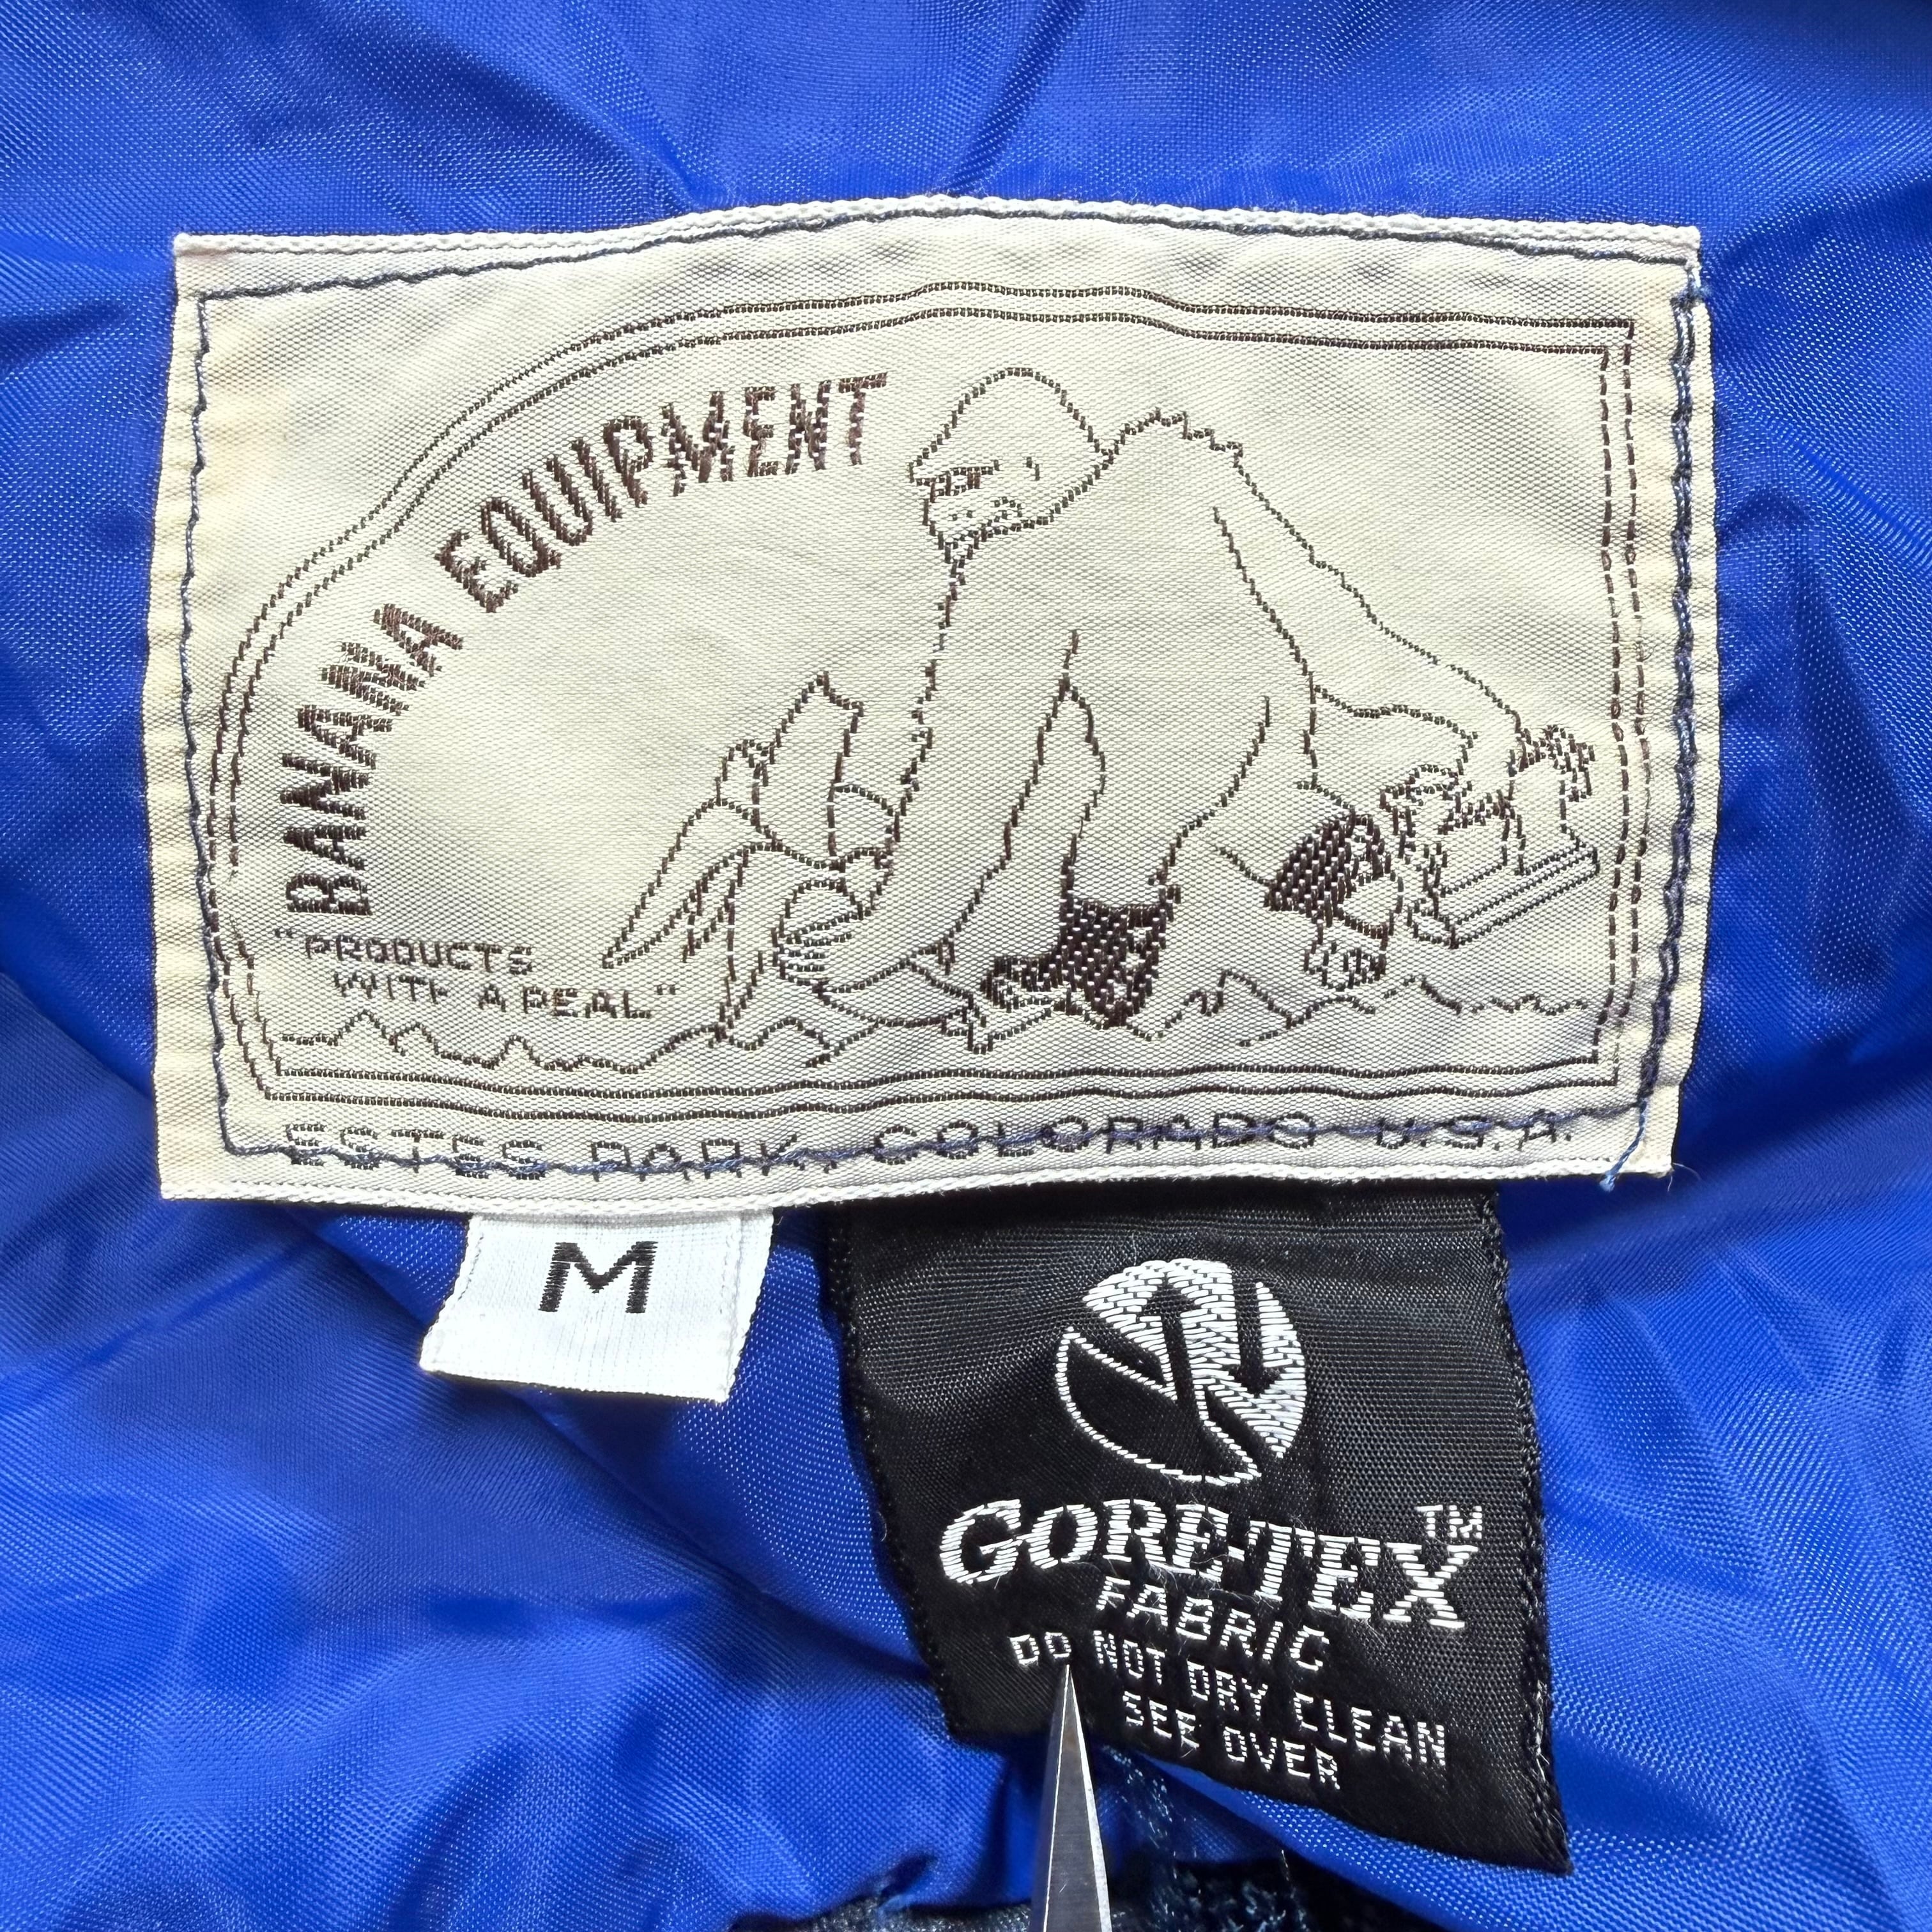 BANANA EQUIPMENT
"PRODUCTS
WITH A PEAL"
ESTES PARK, COLORADO U.S.A.
M
GORE-TEX™
FABRIC
DO NOT DRY CLEAN
SEE OVER